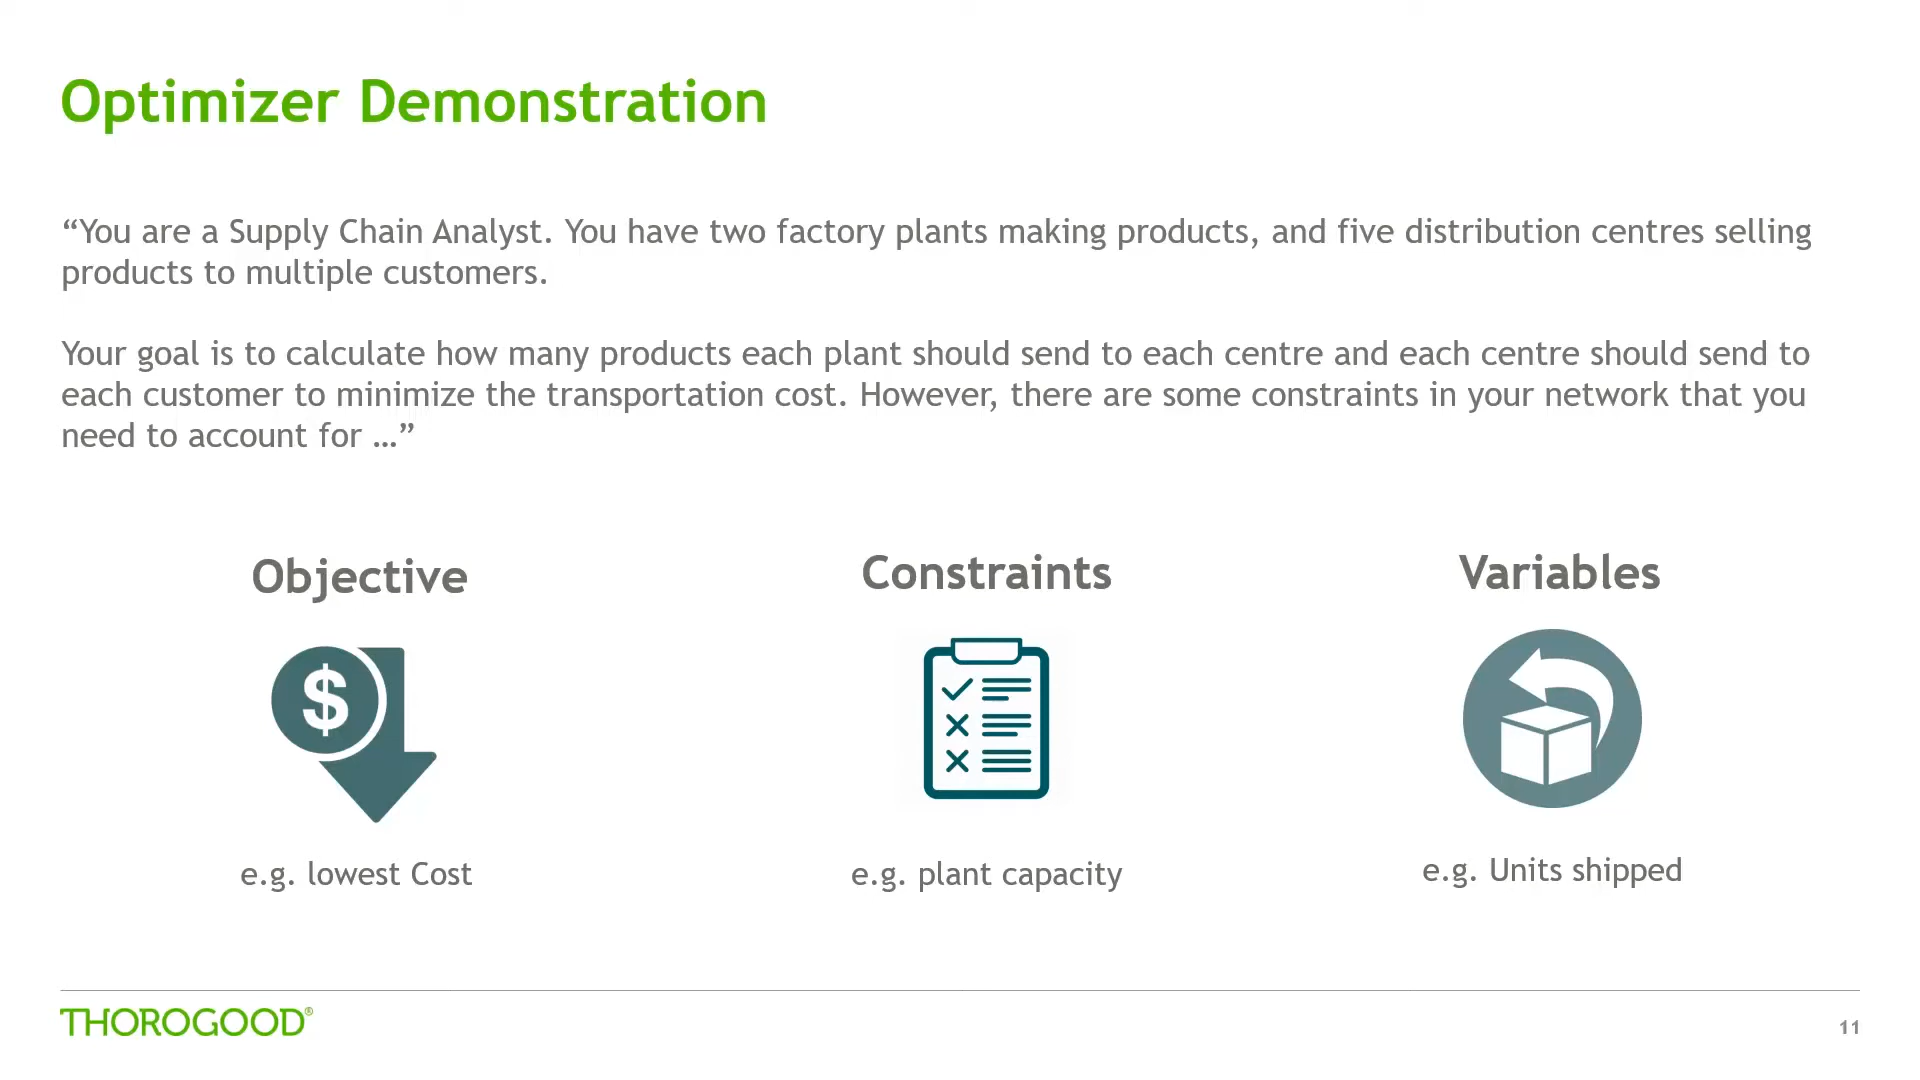 Optimizer Demonstration
“You are a Supply Chain Analyst. You have two factory plants making products, and five distribution centres selling
products to multiple customers.
Your goal is to calculate how many products each plant should send to each centre and each centre should send to
each customer to minimize the transportation cost. However, there are some constraints in your network that you
need to account for …”
Objective
Constraints
Variables
$
e.g. lowest Cost
e.g. plant capacity
e.g. Units shipped
THOROGOOD®
11